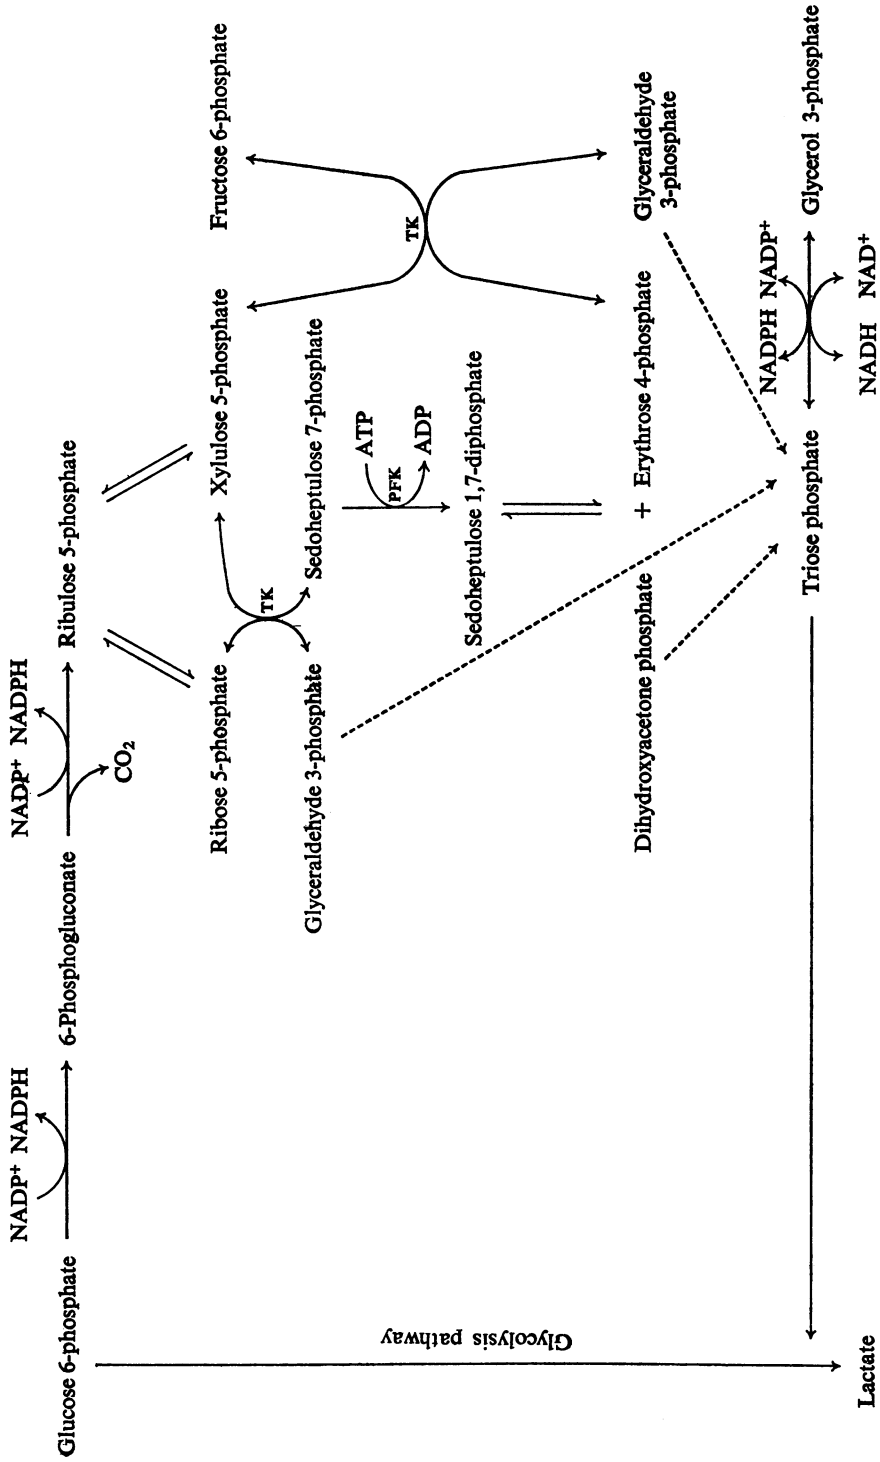 NADP⁺ NADPH
NADP⁺ NADPH
Glucose 6-phosphate
6-Phosphogluconate
Ribulose 5-phosphate
CO₂
Ribose 5-phosphate
Xylulose 5-phosphate
Fructose 6-phosphate
TK
Glyceraldehyde 3-phosphate
Sedoheptulose 7-phosphate
ATP
PFK
ADP
TK
Sedoheptulose 1,7-diphosphate
Glycolysis pathway
Dihydroxyacetone phosphate
+ Erythrose 4-phosphate
Glyceraldehyde
3-phosphate
NADPH NADP⁺
Triose phosphate
Glycerol 3-phosphate
NADH NAD⁺
Lactate